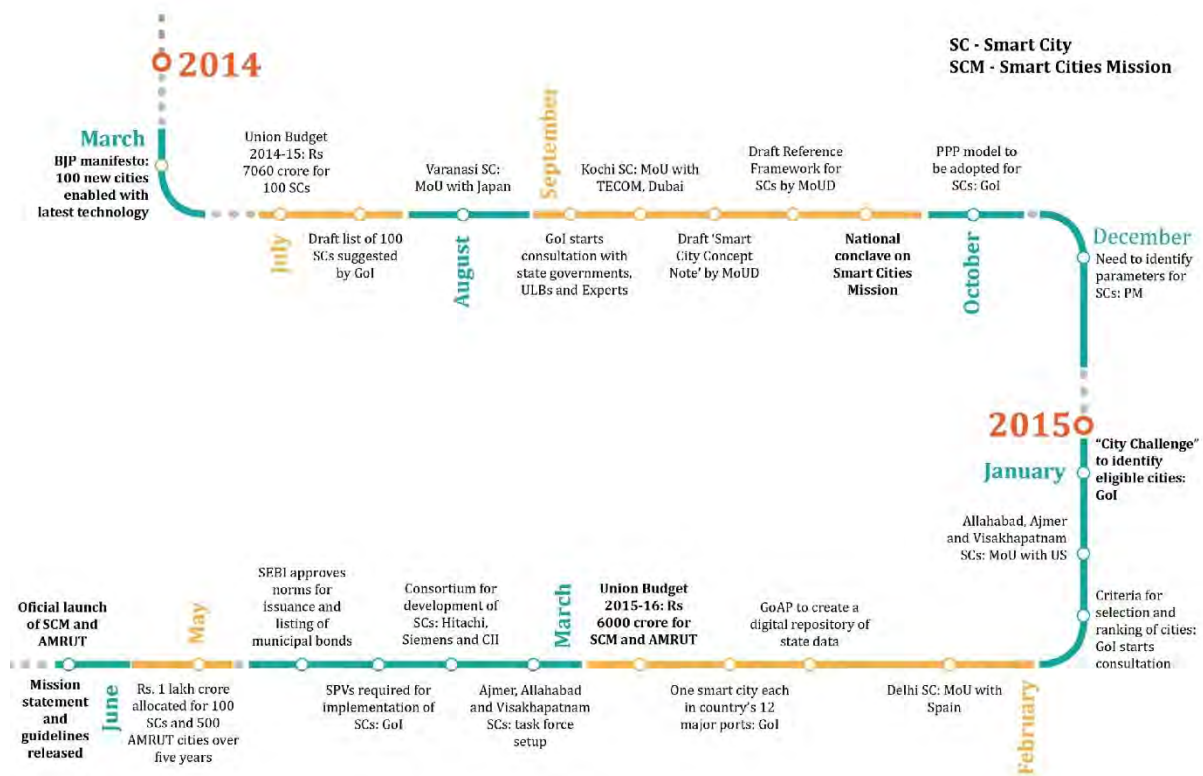 2014
SC - Smart City
SCM - Smart Cities Mission
March
BJP manifesto:
100 new cities
enabled with
latest technology
Union Budget
2014-15: Rs
7060 crore for
100 SCs
July
Draft list of 100
SCs suggested
by GoI
Varanasi SC:
MoU with Japan
August
September
GoI starts
consultation with
state governments,
ULBs and Experts
Kochi SC: MoU with
TECOM, Dubai
Draft 'Smart
City Concept
Note' by MoUD
Draft Reference
Framework for
SCs by MoUD
National
conclave on
Smart Cities
Mission
PPP model to
be adopted for
SCs: GoI
October
December
Need to identify
parameters for
SCs: PM
2015
January
"City Challenge"
to identify
eligible cities:
GoI
Allahabad, Ajmer
and Visakhapatnam
SCs: MoU with US
Criteria for
selection and
ranking of cities:
GoI starts
consultation
February
Delhi SC: MoU with
Spain
GoAP to create a
digital repository
of state data
One smart city each
in country's 12
major ports: GoI
Union Budget
2015-16: Rs
6000 crore for
SCM and AMRUT
March
Ajmer, Allahabad
and Visakhapatnam
SCs: task force
setup
Consortium for
development of
SCs: Hitachi,
Siemens and CII
SPVs required for
implementation of
SCs: GoI
SEBI approves
norms for
issuance and
listing of
municipal bonds
May
Rs. 1 lakh crore
allocated for 100
SCs and 500
AMRUT cities over
five years
June
Oficial launch
of SCM and
AMRUT
Mission
statement
and
guidelines
released